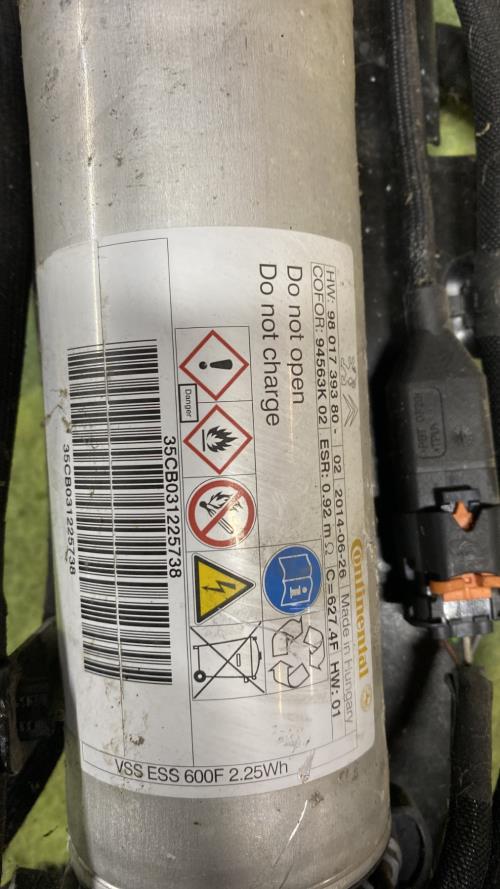 Continental
HW: 98 017 393 80 - 02 2014-06-26 Made in Hungary
COFOR: 94563K 02 ESR: 0.92 m Ω C=627.4F HW: 01
Do not open
Do not charge
Danger
35CB031225738
35CB031225738
VSS ESS 600F 2.25Wh